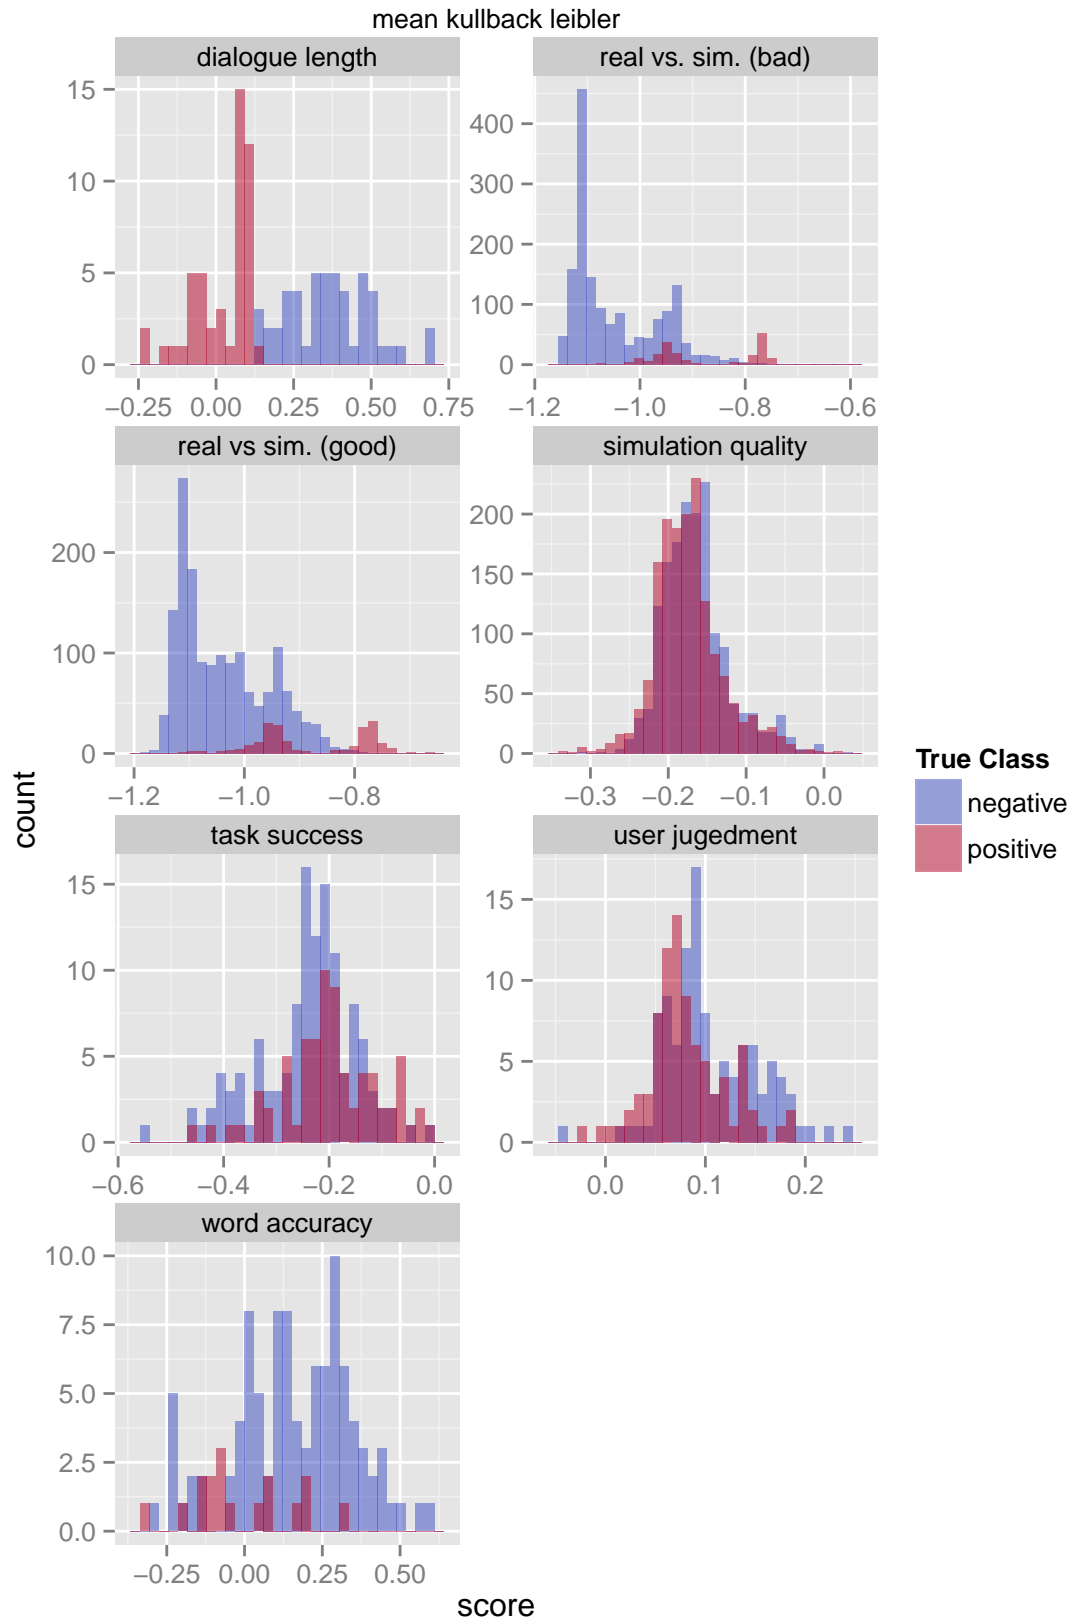 mean kullback leibler
dialogue length
real vs. sim. (bad)
15
10
5
0
−0.25 0.00 0.25 0.50 0.75
400
300
200
100
0
−1.2 −1.0 −0.8 −0.6
real vs sim. (good)
simulation quality
200
100
0
−1.2 −1.0 −0.8
200
150
100
50
0
−0.3 −0.2 −0.1 0.0
task success
user jugedment
15
10
5
0
−0.6 −0.4 −0.2 0.0
15
10
5
0
0.0 0.1 0.2
word accuracy
10.0
7.5
5.0
2.5
0.0
−0.25 0.00 0.25 0.50
count
score
True Class
negative
positive